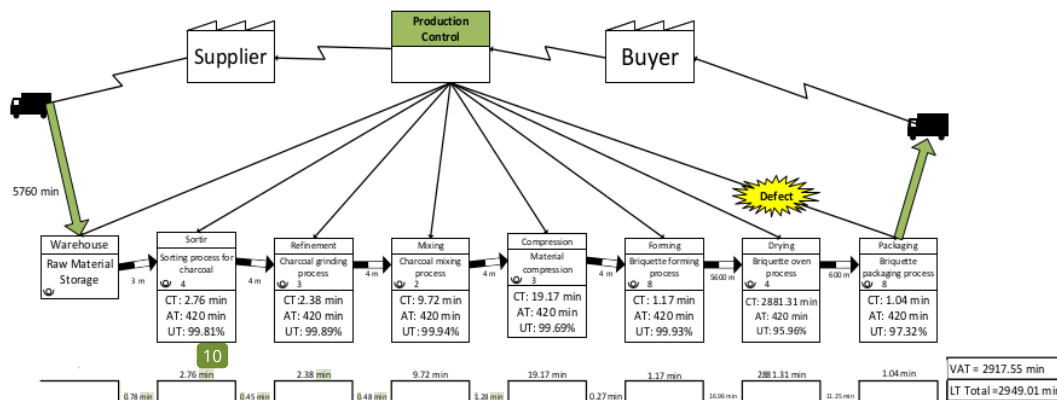 Production
Control
Supplier
Buyer
5760 min
Defect
Warehouse
Raw Material
Storage
3 m
Sortir
Sorting process for
charcoal
4
CT: 2.76 min
AT: 420 min
UT: 99.81%
4 m
Refinement
Charcoal grinding
process
3
CT:2.38 min
AT: 420 min
UT: 99.89%
4 m
Mixing
Charcoal mixing
process
2
CT: 9.72 min
AT: 420 min
UT: 99.94%
4 m
Compression
Material
compression
3
CT: 19.17 min
AT: 420 min
UT: 99.69%
4 m
Forming
Briquette forming
process
8
CT: 1.17 min
AT: 420 min
UT: 99.93%
5600 m
Drying
Briquette oven
process
4
CT: 2881.31 min
AT: 420 min
UT: 95.96%
600 m
Packaging
Briquette
packaging process
8
CT: 1.04 min
AT: 420 min
UT: 97.32%
10
2.76 min
2.38 min
9.72 min
19.17 min
1.17 min
2881.31 min
1.04 min
0.78 min
0.45 min
0.48 min
1.28 min
0.27 min
16.96 min
11.25 min
VAT = 2917.55 min
LT Total =2949.01 min